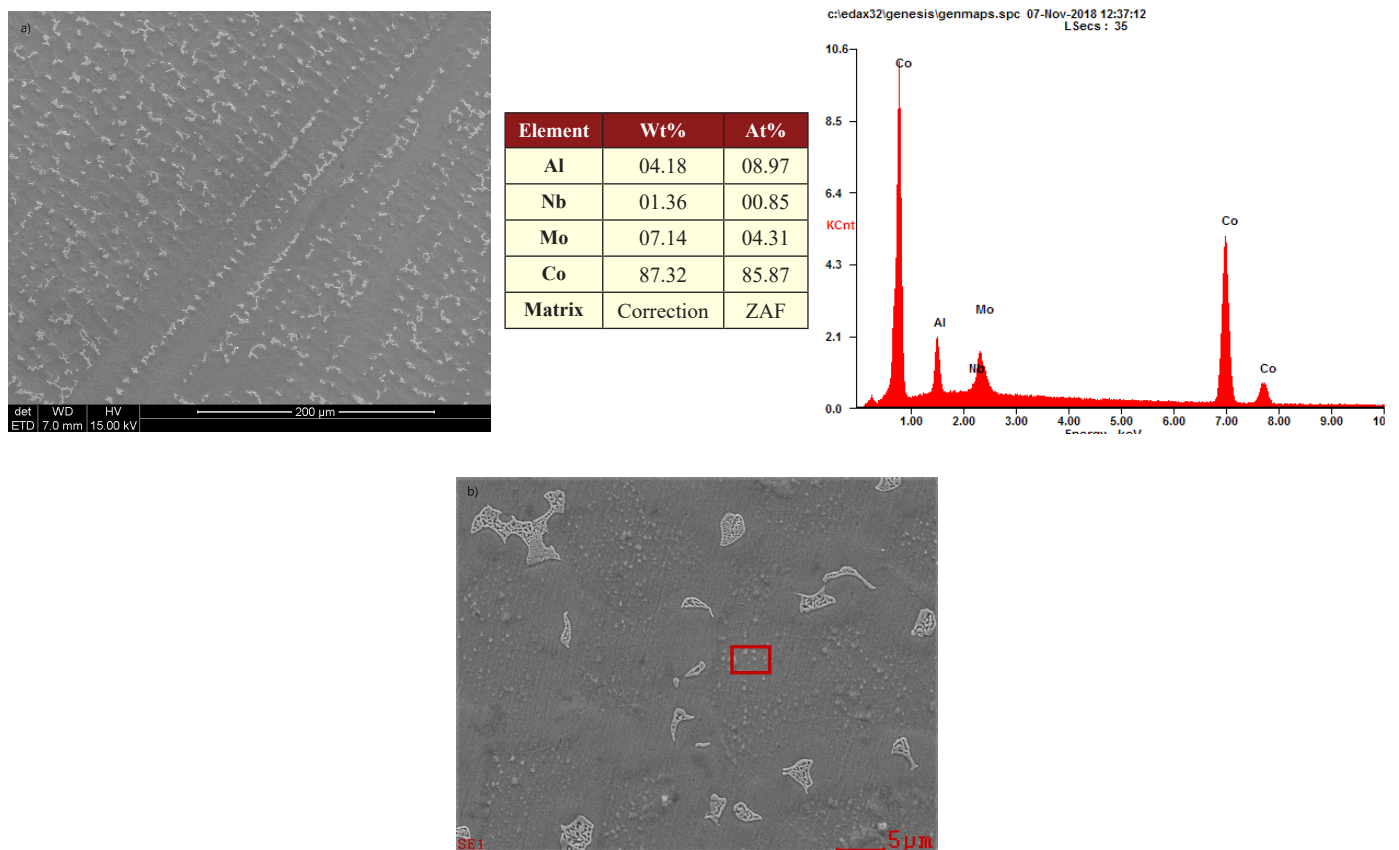 a)
det WD HV
ETD 7.0 mm 15.00 kV
200 µm
Element Wt% At%
Al 04.18 08.97
Nb 01.36 00.85
Mo 07.14 04.31
Co 87.32 85.87
Matrix Correction ZAF
c:\edax32\genesis\genmaps.spc 07-Nov-2018 12:37:12
LSecs : 35
10.6
8.5
6.4
KCnt
4.3
2.1
0.0
Co
Al
Mo
Nb
Co
Co
1.00 2.00 3.00 4.00 5.00 6.00 7.00 8.00 9.00 10
Energy - keV
b)
SE1
5µm